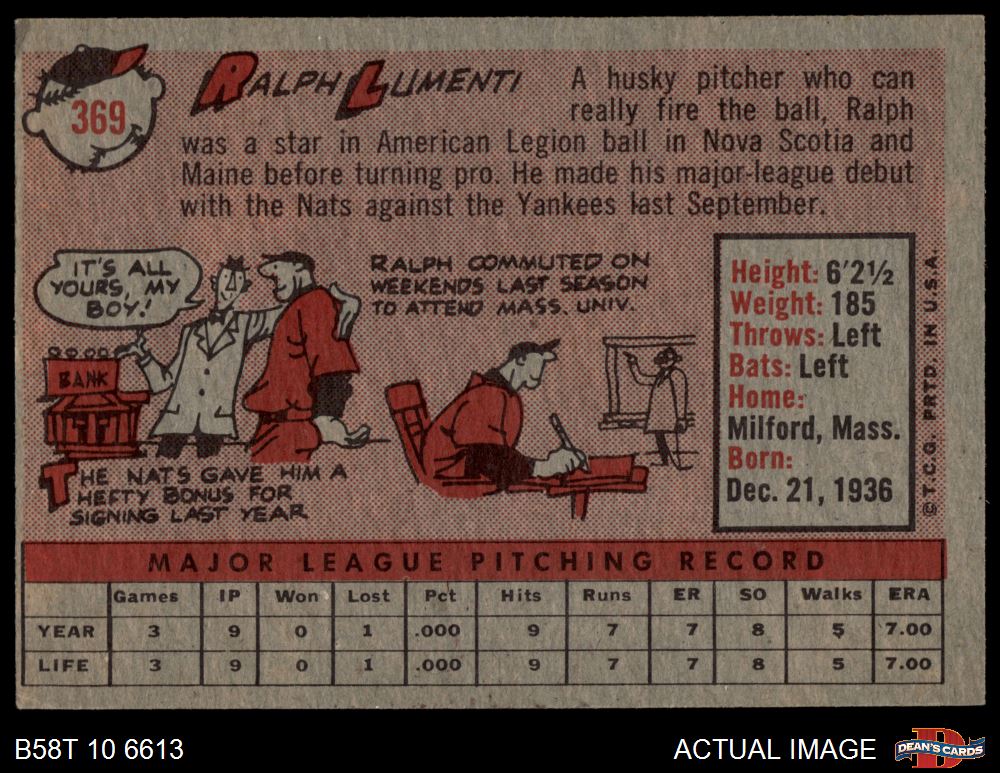 369
RALPH LUMENTI
A husky pitcher who can
really fire the ball, Ralph
was a star in American Legion ball in Nova Scotia and
Maine before turning pro. He made his major-league debut
with the Nats against the Yankees last September.
IT'S ALL
YOURS, MY
BOY!
BANK
THE NATS GAVE HIM A
HEFTY BONUS FOR
SIGNING LAST YEAR
RALPH COMMUTED ON
WEEKENDS LAST SEASON
TO ATTEND MASS. UNIV.
Height: 6'2½
Weight: 185
Throws: Left
Bats: Left
Home:
Milford, Mass.
Born:
Dec. 21, 1936
© T.C.G. PRTD. IN U.S.A.
MAJOR LEAGUE PITCHING RECORD
Games IP Won Lost Pct Hits Runs ER SO Walks ERA
YEAR 3 9 0 1 .000 9 7 7 8 5 7.00
LIFE 3 9 0 1 .000 9 7 7 8 5 7.00
B58T 10 6613
ACTUAL IMAGE
D
DEAN'S CARDS